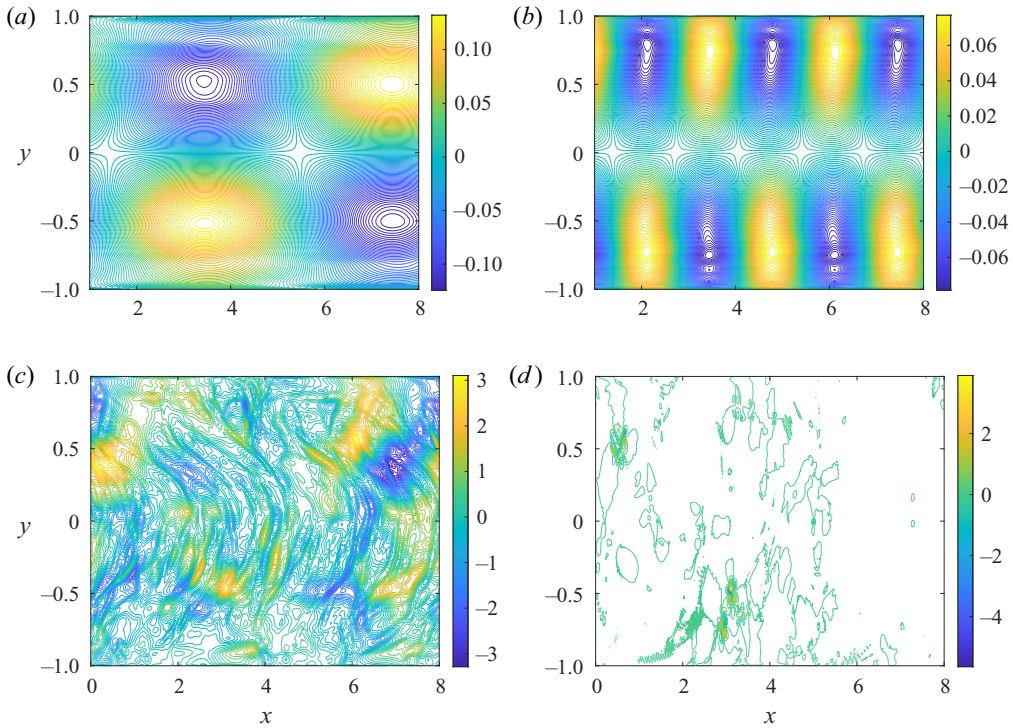 (a) (b)
1.0 1.0
0.10 0.06
0.5 0.5 0.04
0.05 0.02
y 0 0 0 0
–0.05 –0.02
–0.5 –0.5 –0.04
–0.10 –0.06
–1.0 –1.0
2 4 6 8 2 4 6 8
(c) (d)
1.0 3 1.0
2 2
0.5 0.5
1 0
y 0 0 0
–1 –2
–0.5 –2 –0.5 –4
–3
–1.0 –1.0
0 2 4 6 8 0 2 4 6 8
x x